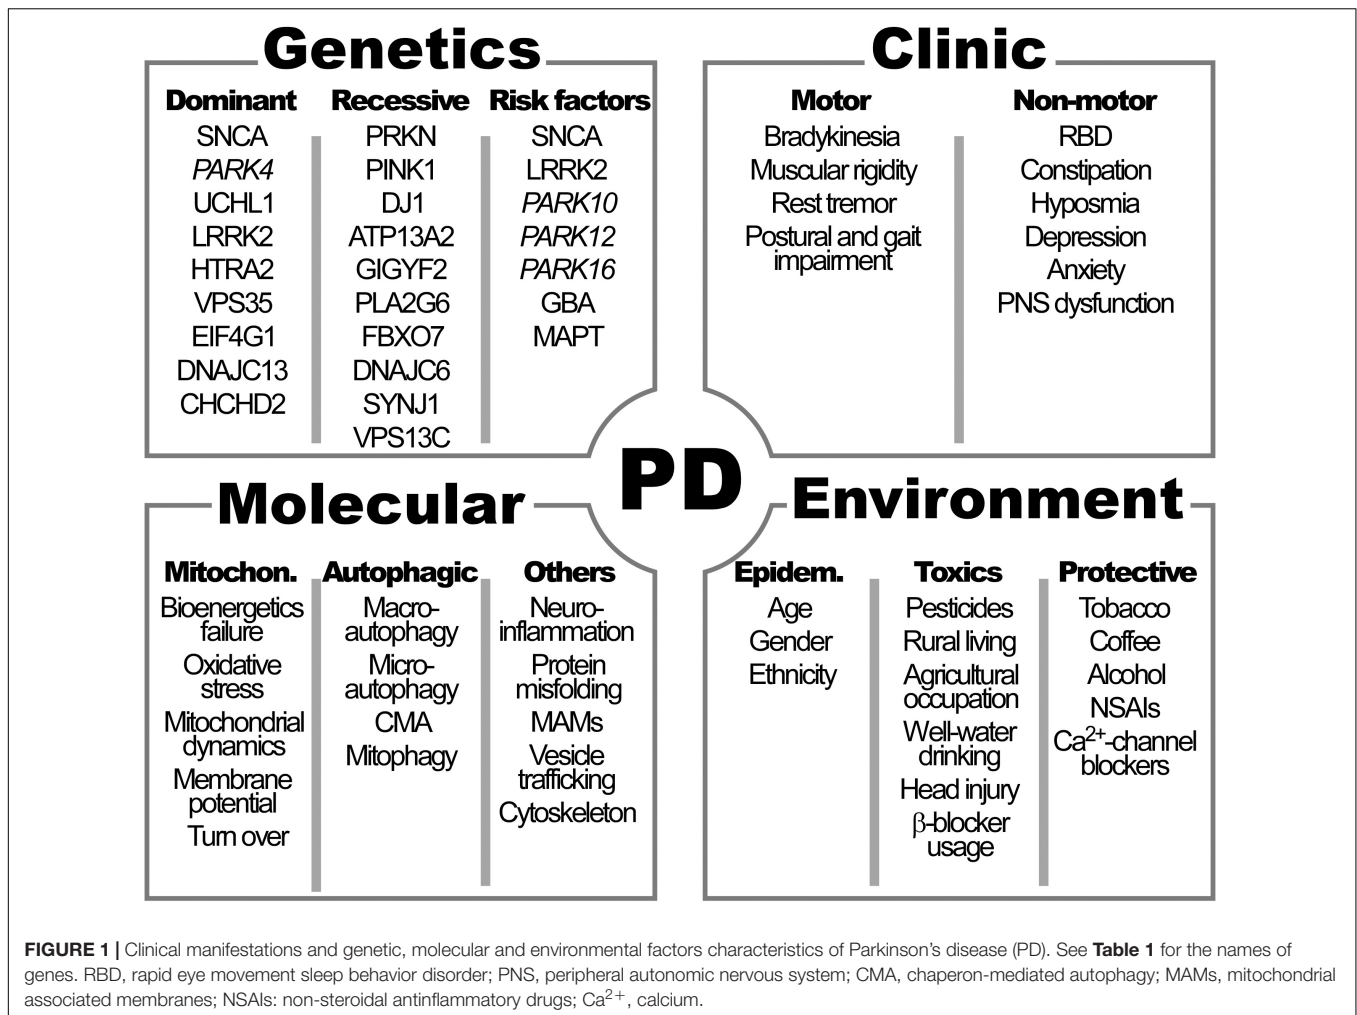 Genetics
Dominant
SNCA
PARK4
UCHL1
LRRK2
HTRA2
VPS35
EIF4G1
DNAJC13
CHCHD2
Recessive
PRKN
PINK1
DJ1
ATP13A2
GIGYF2
PLA2G6
FBXO7
DNAJC6
SYNJ1
VPS13C
Risk factors
SNCA
LRRK2
PARK10
PARK12
PARK16
GBA
MAPT
Clinic
Motor
Bradykinesia
Muscular rigidity
Rest tremor
Postural and gait
impairment
Non-motor
RBD
Constipation
Hyposmia
Depression
Anxiety
PNS dysfunction
PD
Molecular
Mitochon.
Bioenergetics
failure
Oxidative
stress
Mitochondrial
dynamics
Membrane
potential
Turn over
Autophagic
Macro-
autophagy
Micro-
autophagy
CMA
Mitophagy
Others
Neuro-
inflammation
Protein
misfolding
MAMs
Vesicle
trafficking
Cytoskeleton
Environment
Epidem.
Age
Gender
Ethnicity
Toxics
Pesticides
Rural living
Agricultural
occupation
Well-water
drinking
Head injury
β-blocker
usage
Protective
Tobacco
Coffee
Alcohol
NSAIs
Ca²⁺-channel
blockers
FIGURE 1 | Clinical manifestations and genetic, molecular and environmental factors characteristics of Parkinson's disease (PD). See Table 1 for the names of
genes. RBD, rapid eye movement sleep behavior disorder; PNS, peripheral autonomic nervous system; CMA, chaperon-mediated autophagy; MAMs, mitochondrial
associated membranes; NSAIs: non-steroidal antinflammatory drugs; Ca²⁺, calcium.